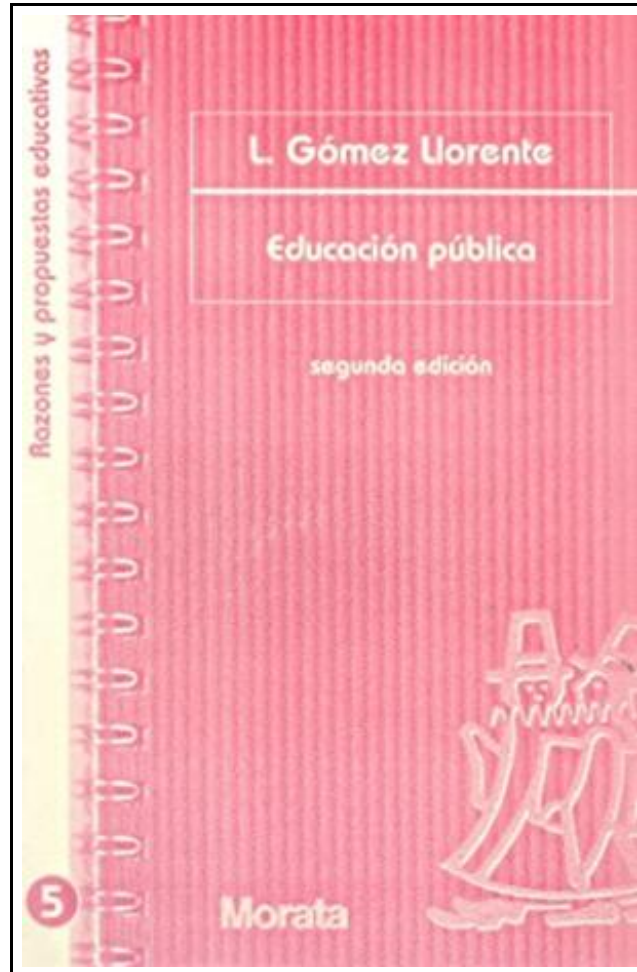 Razones y propuestas educativas
L. Gómez Llorente
Educación pública
segunda edición
5
Morata